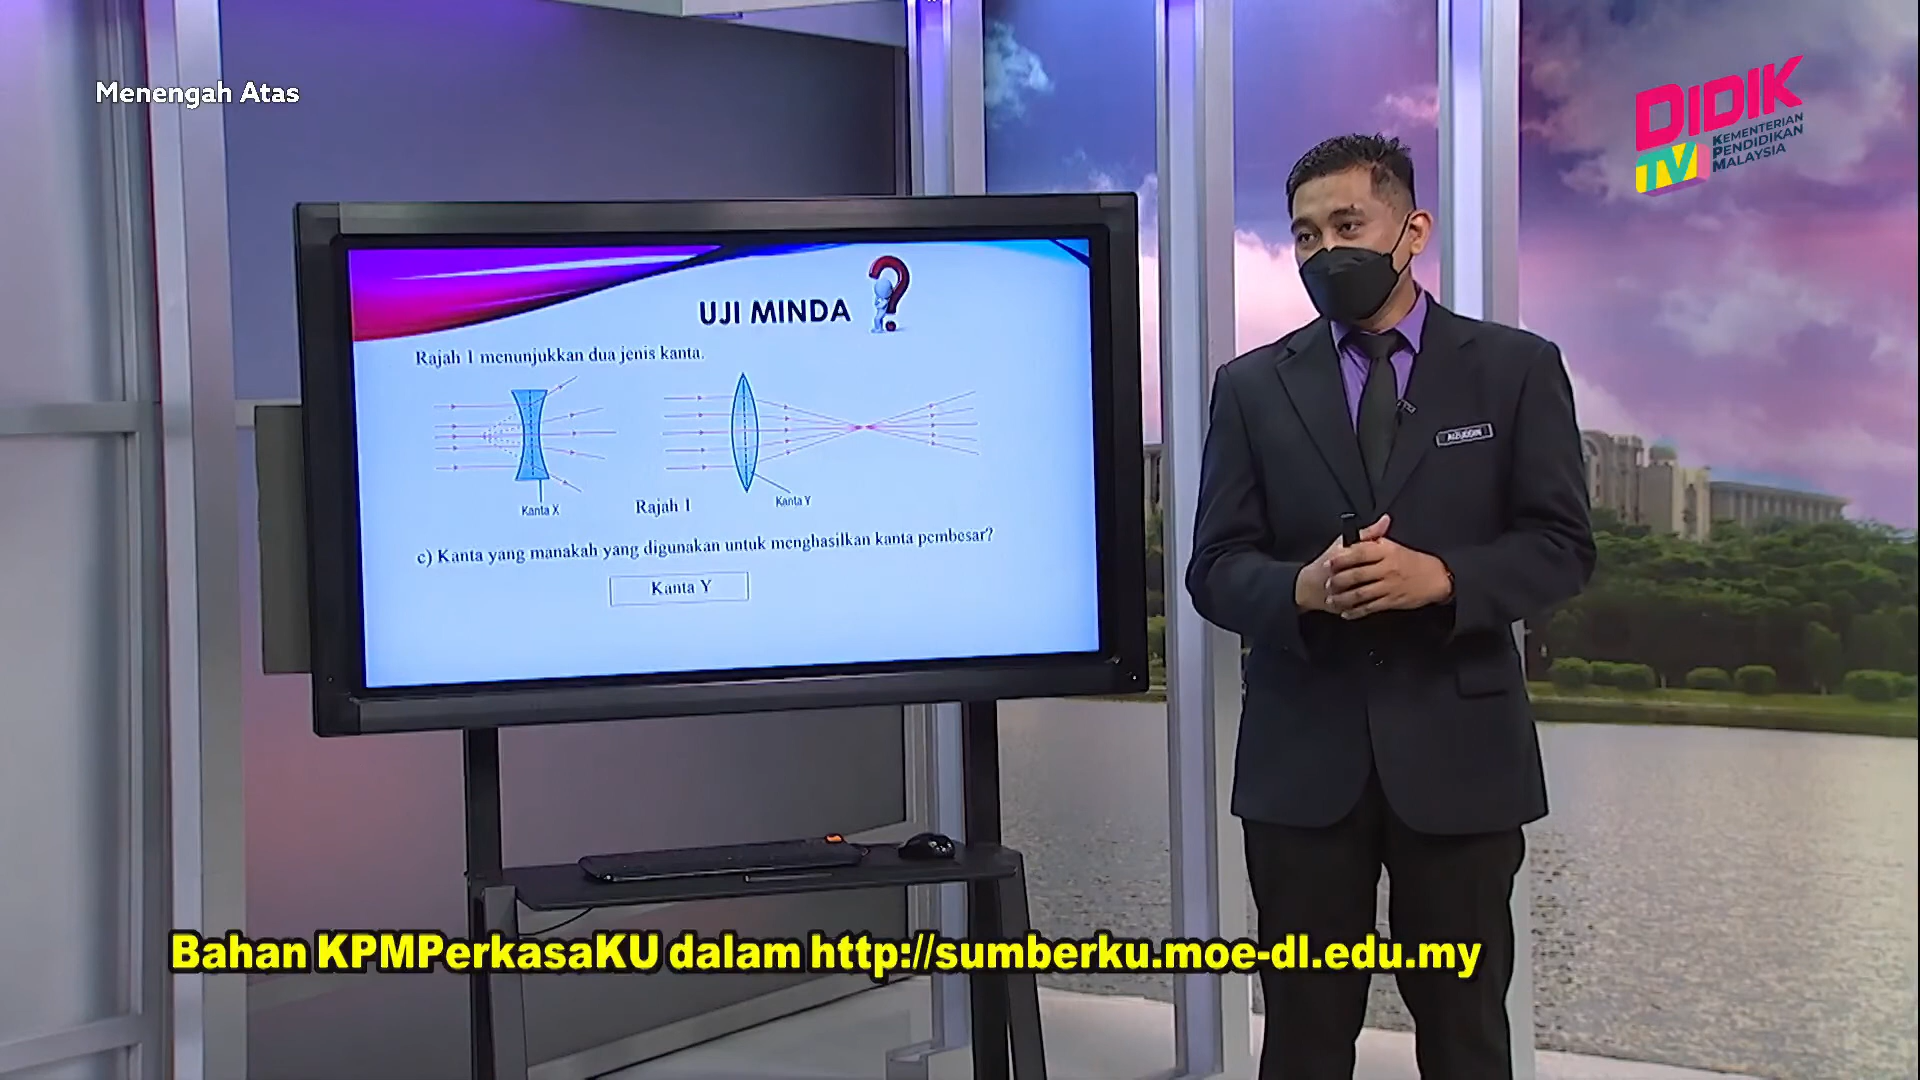 Menengah Atas
DIDIK
TV
KEMENTERIAN
PENDIDIKAN
MALAYSIA
UJI MINDA
Rajah 1 menunjukkan dua jenis kanta.
Kanta X
Rajah 1
Kanta Y
c) Kanta yang manakah yang digunakan untuk menghasilkan kanta pembesar?
Kanta Y
AIZUDDIN
Bahan KPMPerkasaKU dalam http://sumberku.moe-dl.edu.my